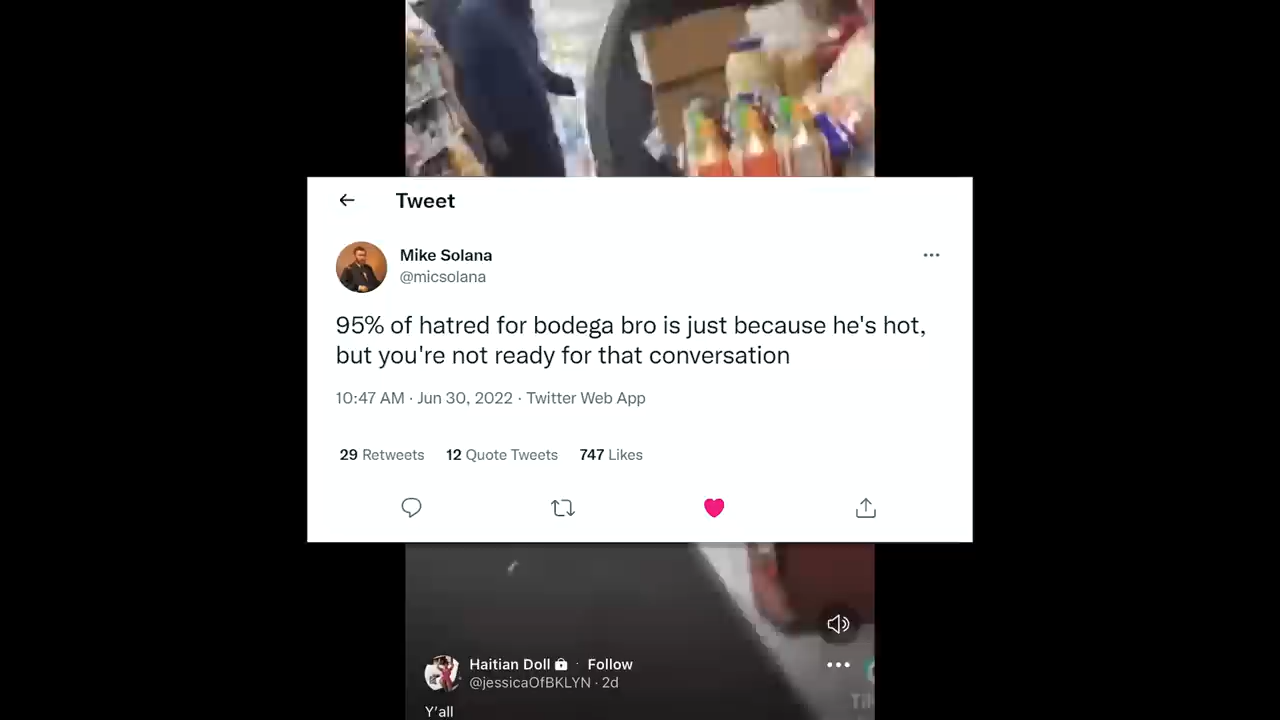 Tweet
Mike Solana
@micsolana
95% of hatred for bodega bro is just because he's hot,
but you're not ready for that conversation
10:47 AM · Jun 30, 2022 · Twitter Web App
29 Retweets 12 Quote Tweets 747 Likes
Haitian Doll · Follow
@jessicaOfBKLYN · 2d
Y'all